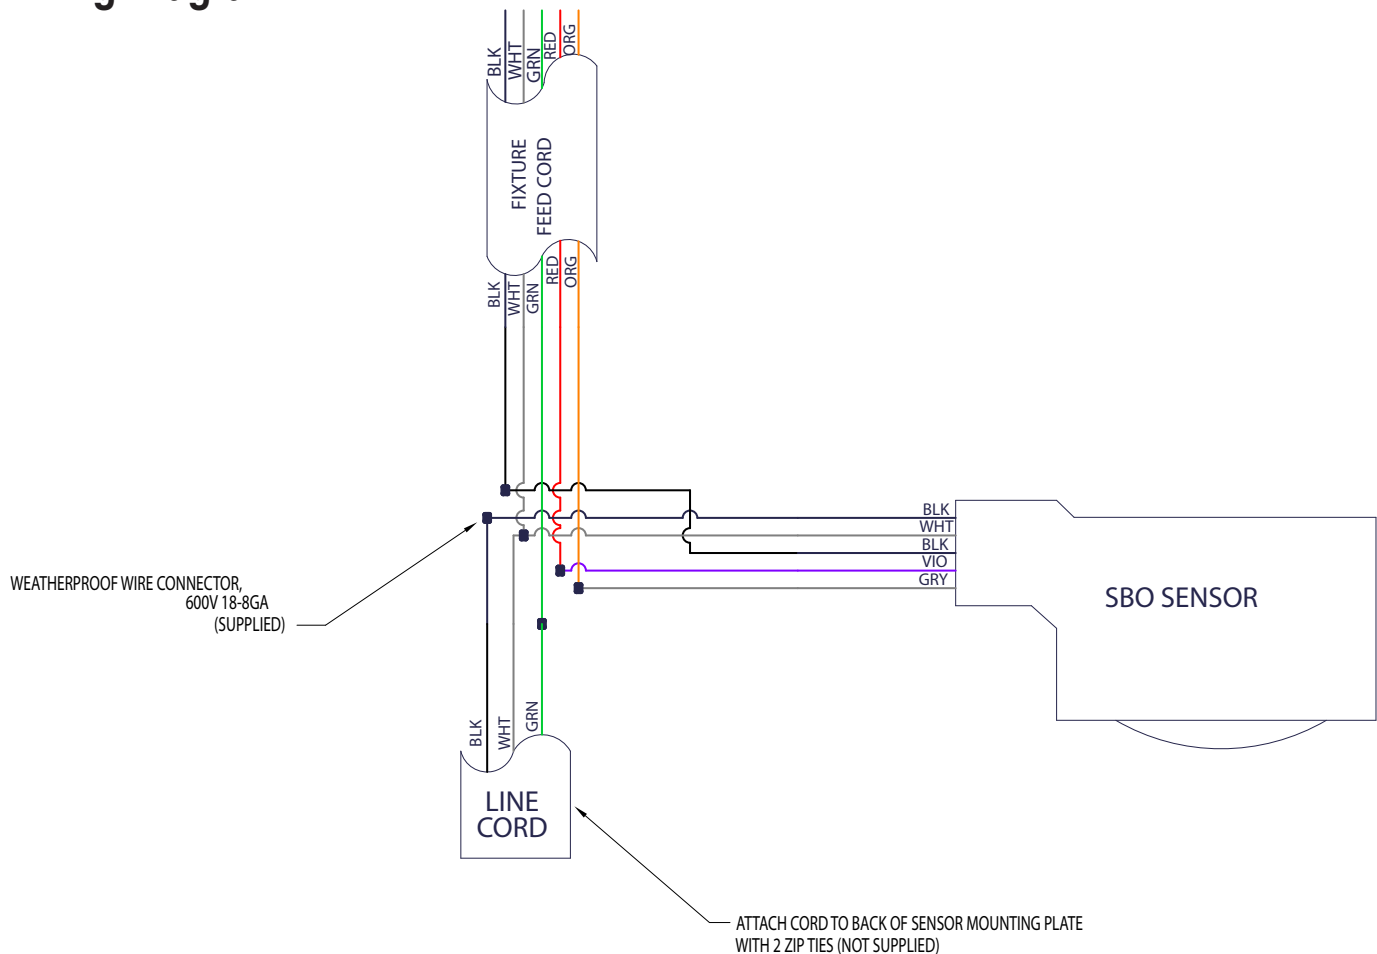 BLK
WHT
GRN
RED
ORG
FIXTURE
FEED CORD
BLK
WHT
GRN
RED
ORG
BLK
WHT
BLK
VIO
GRY
SBO SENSOR
WEATHERPROOF WIRE CONNECTOR,
600V 18-8GA
(SUPPLIED)
BLK
WHT
GRN
LINE
CORD
ATTACH CORD TO BACK OF SENSOR MOUNTING PLATE
WITH 2 ZIP TIES (NOT SUPPLIED)